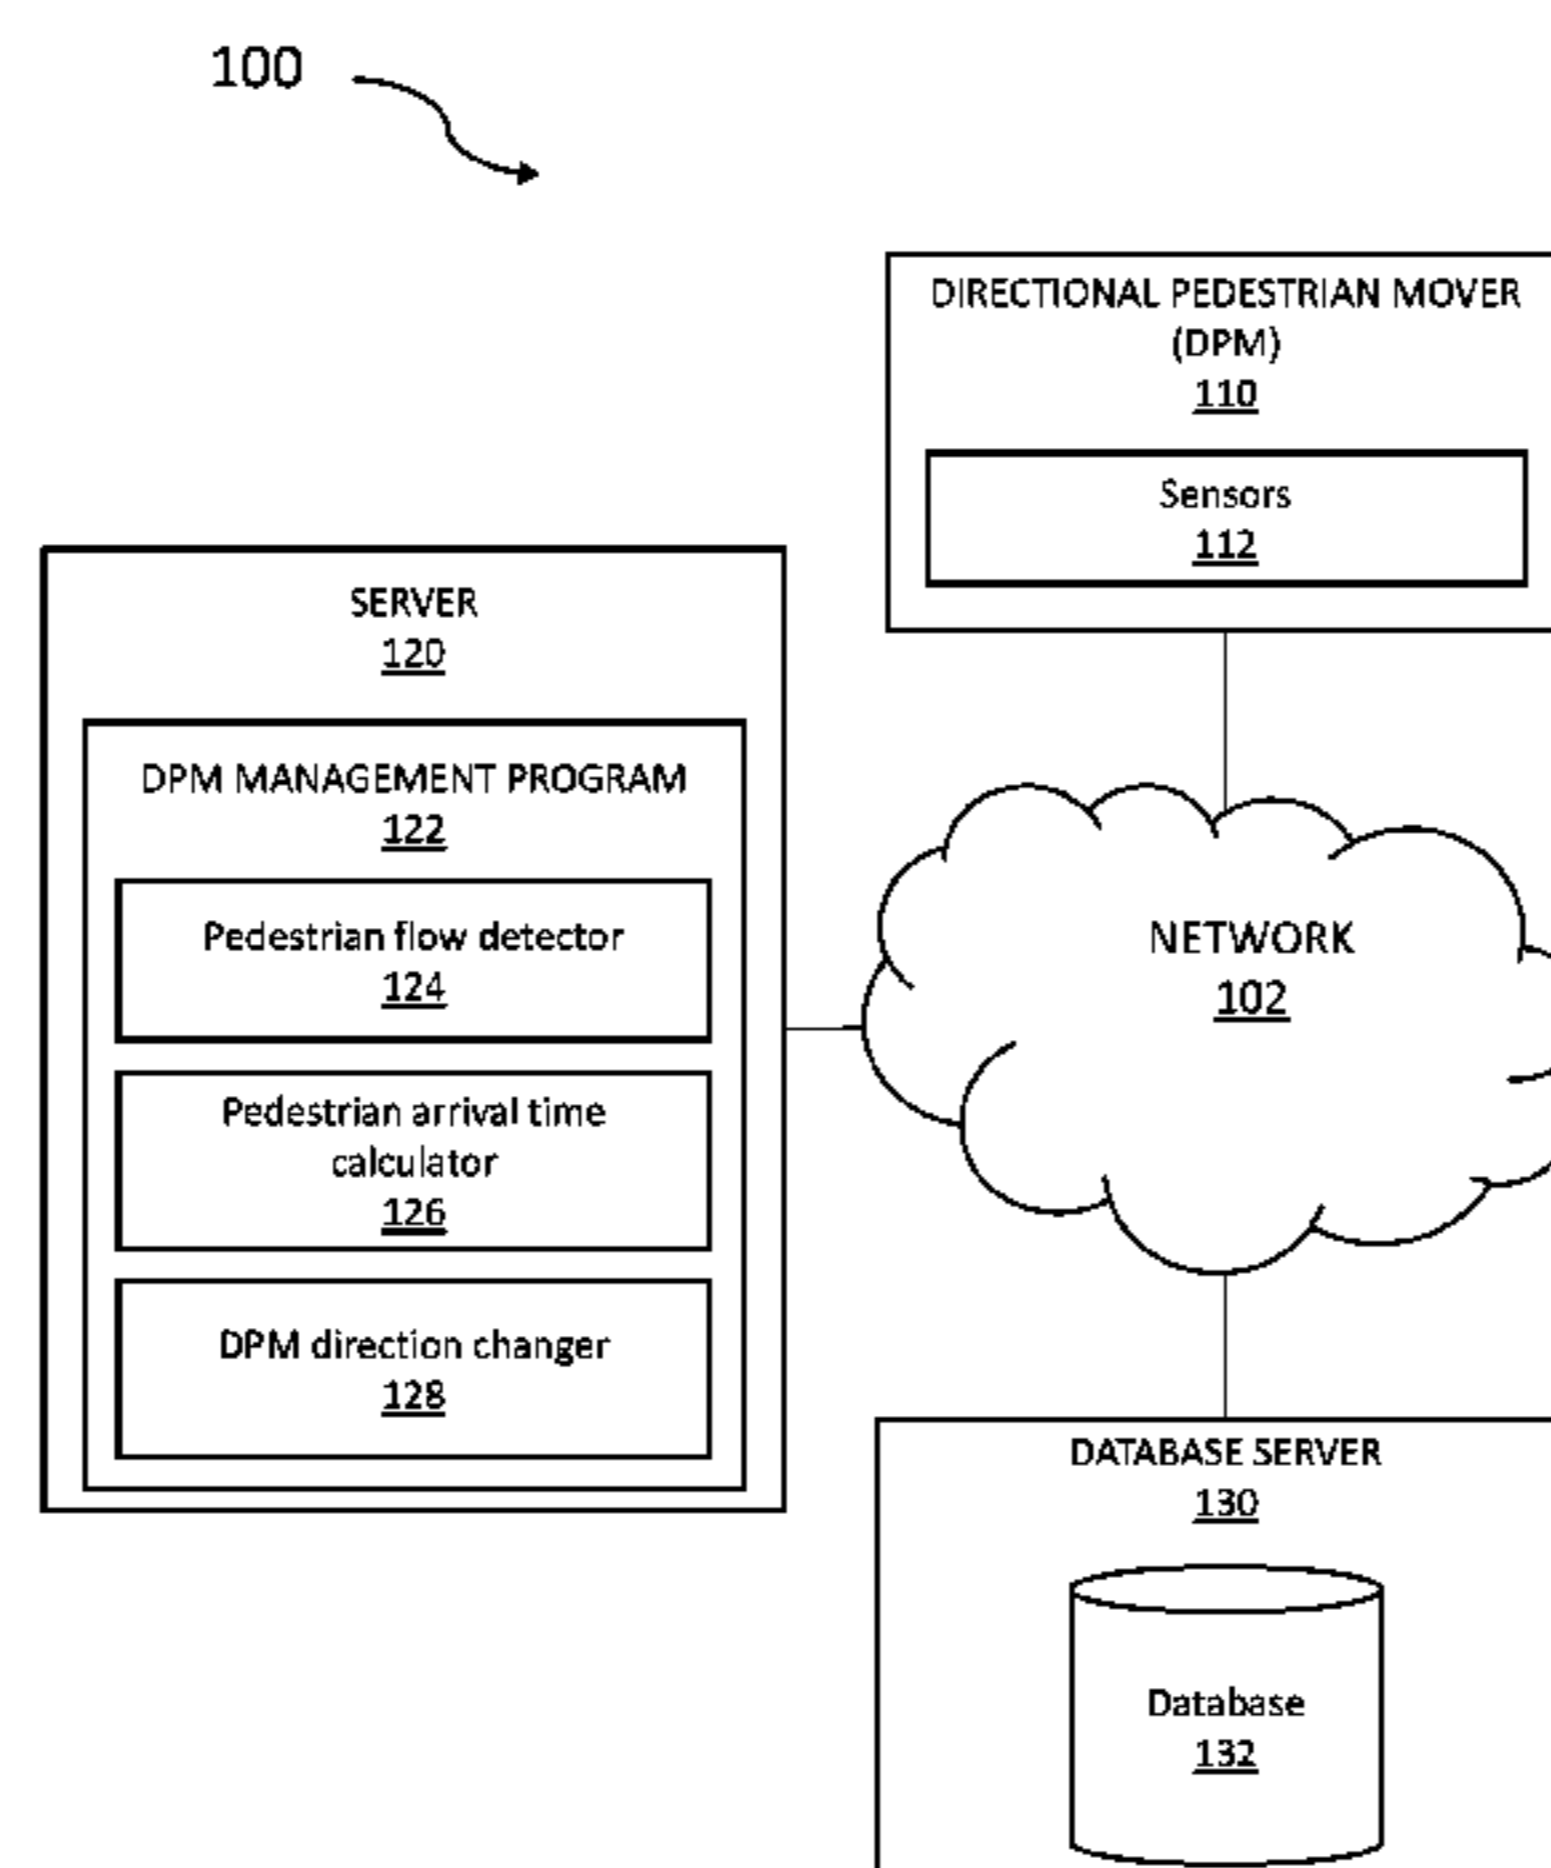 100
DIRECTIONAL PEDESTRIAN MOVER
(DPM)
110
Sensors
112
SERVER
120
DPM MANAGEMENT PROGRAM
122
Pedestrian flow detector
124
Pedestrian arrival time
calculator
126
DPM direction changer
128
NETWORK
102
DATABASE SERVER
130
Database
132